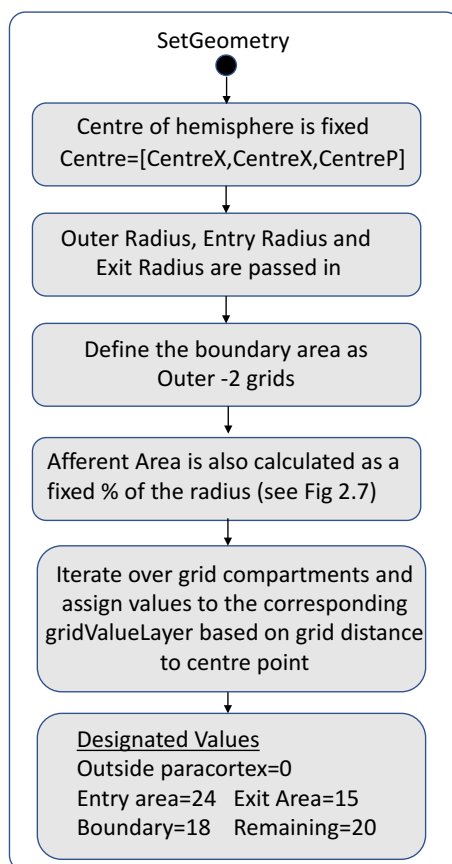 SetGeometry
Centre of hemisphere is fixed
Centre=[CentreX,CentreX,CentreP]
Outer Radius, Entry Radius and
Exit Radius are passed in
Define the boundary area as
Outer -2 grids
Afferent Area is also calculated as a
fixed % of the radius (see Fig 2.7)
Iterate over grid compartments and
assign values to the corresponding
gridValueLayer based on grid distance
to centre point
Designated Values
Outside paracortex=0
Entry area=24 Exit Area=15
Boundary=18 Remaining=20